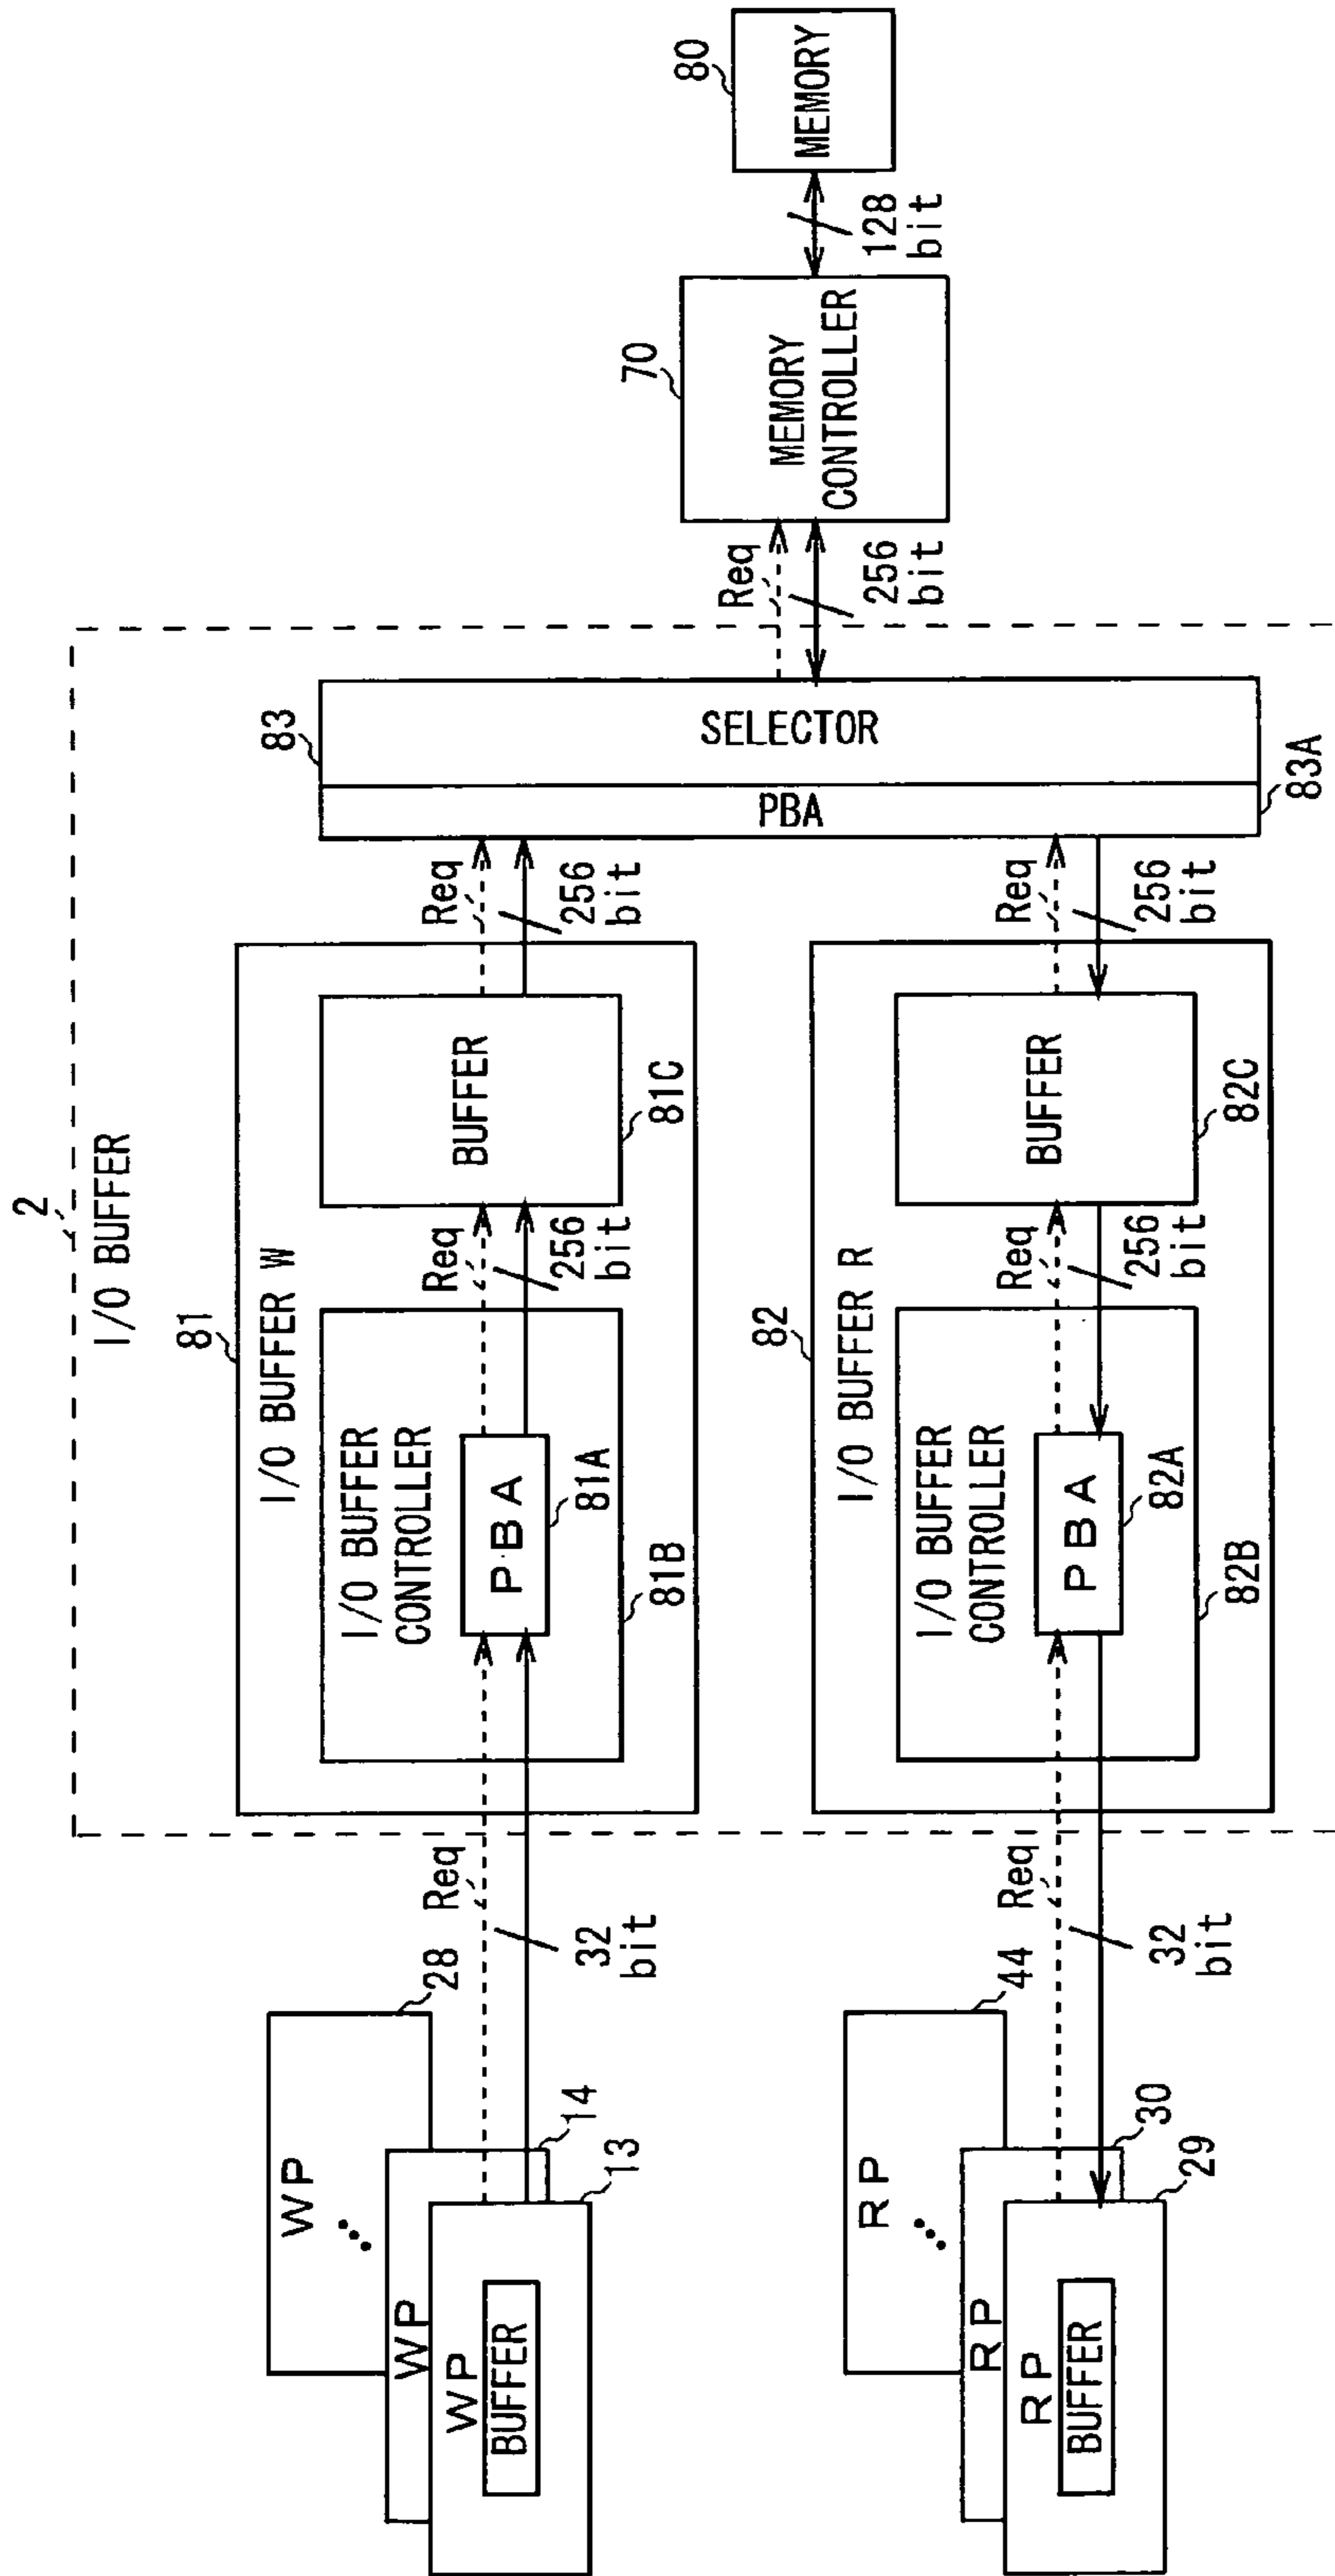 2
I/O BUFFER
81
I/O BUFFER W
I/O BUFFER
CONTROLLER
PBA
81A
81B
Req
256
bit
BUFFER
81C
Req
256
bit
WP
28
WP
14
WP
13
BUFFER
Req
32
bit
82
I/O BUFFER R
I/O BUFFER
CONTROLLER
PBA
82A
82B
Req
256
bit
BUFFER
82C
Req
256
bit
RP
44
RP
30
RP
29
BUFFER
Req
32
bit
83
SELECTOR
PBA
83A
Req
256
bit
70
MEMORY
CONTROLLER
128
bit
80
MEMORY